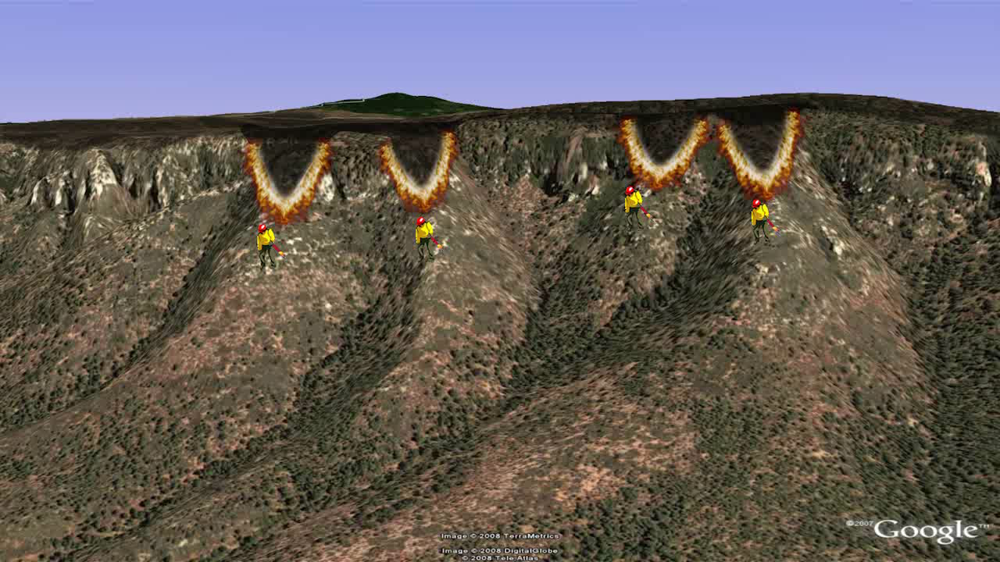 Image © 2008 TerraMetrics
©2007 Google™
Image © 2008 DigitalGlobe
© 2008 Tele Atlas